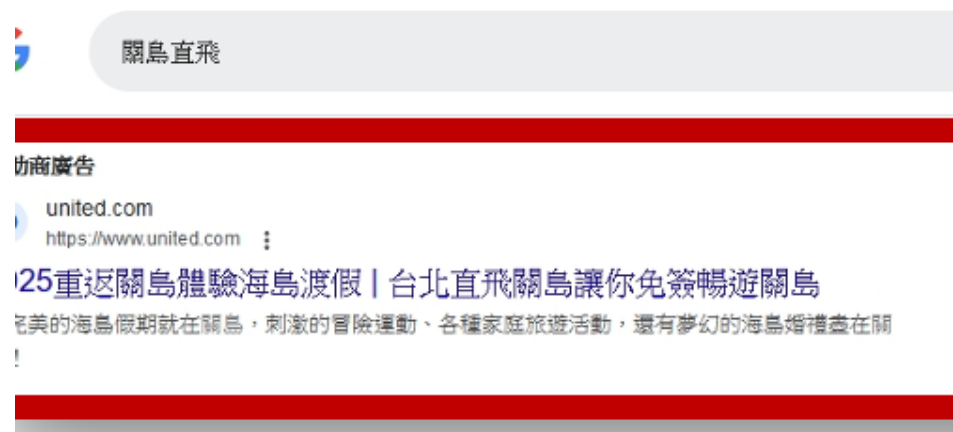 關島直飛
助商廣告
united.com
https://www.united.com
025重返關島體驗海島渡假 | 台北直飛關島讓你免簽暢遊關島
完美的海島假期就在關島,刺激的冒險運動、各種家庭旅遊活動,還有夢幻的海島婚禮盡在關
!